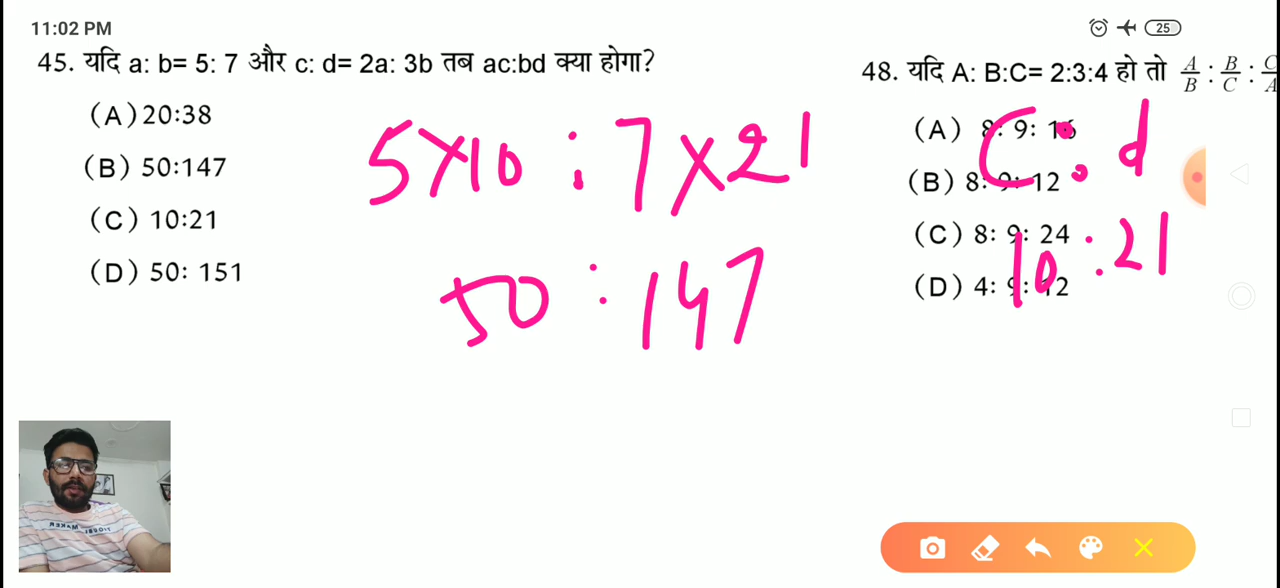 11:02 PM
25
45. यदि a: b= 5: 7 और c: d= 2a: 3b तब ac:bd क्या होगा?
(A) 20:38
(B) 50:147
(C) 10:21
(D) 50: 151
5×10 : 7×21
50 : 147
48. यदि A: B:C= 2:3:4 हो तो A/B : B/C : C/A
(A) 8: 9: 16
(B) 8: 9: 12
(C) 8: 9: 24
(D) 4: 9: 12
C : d
10 : 21